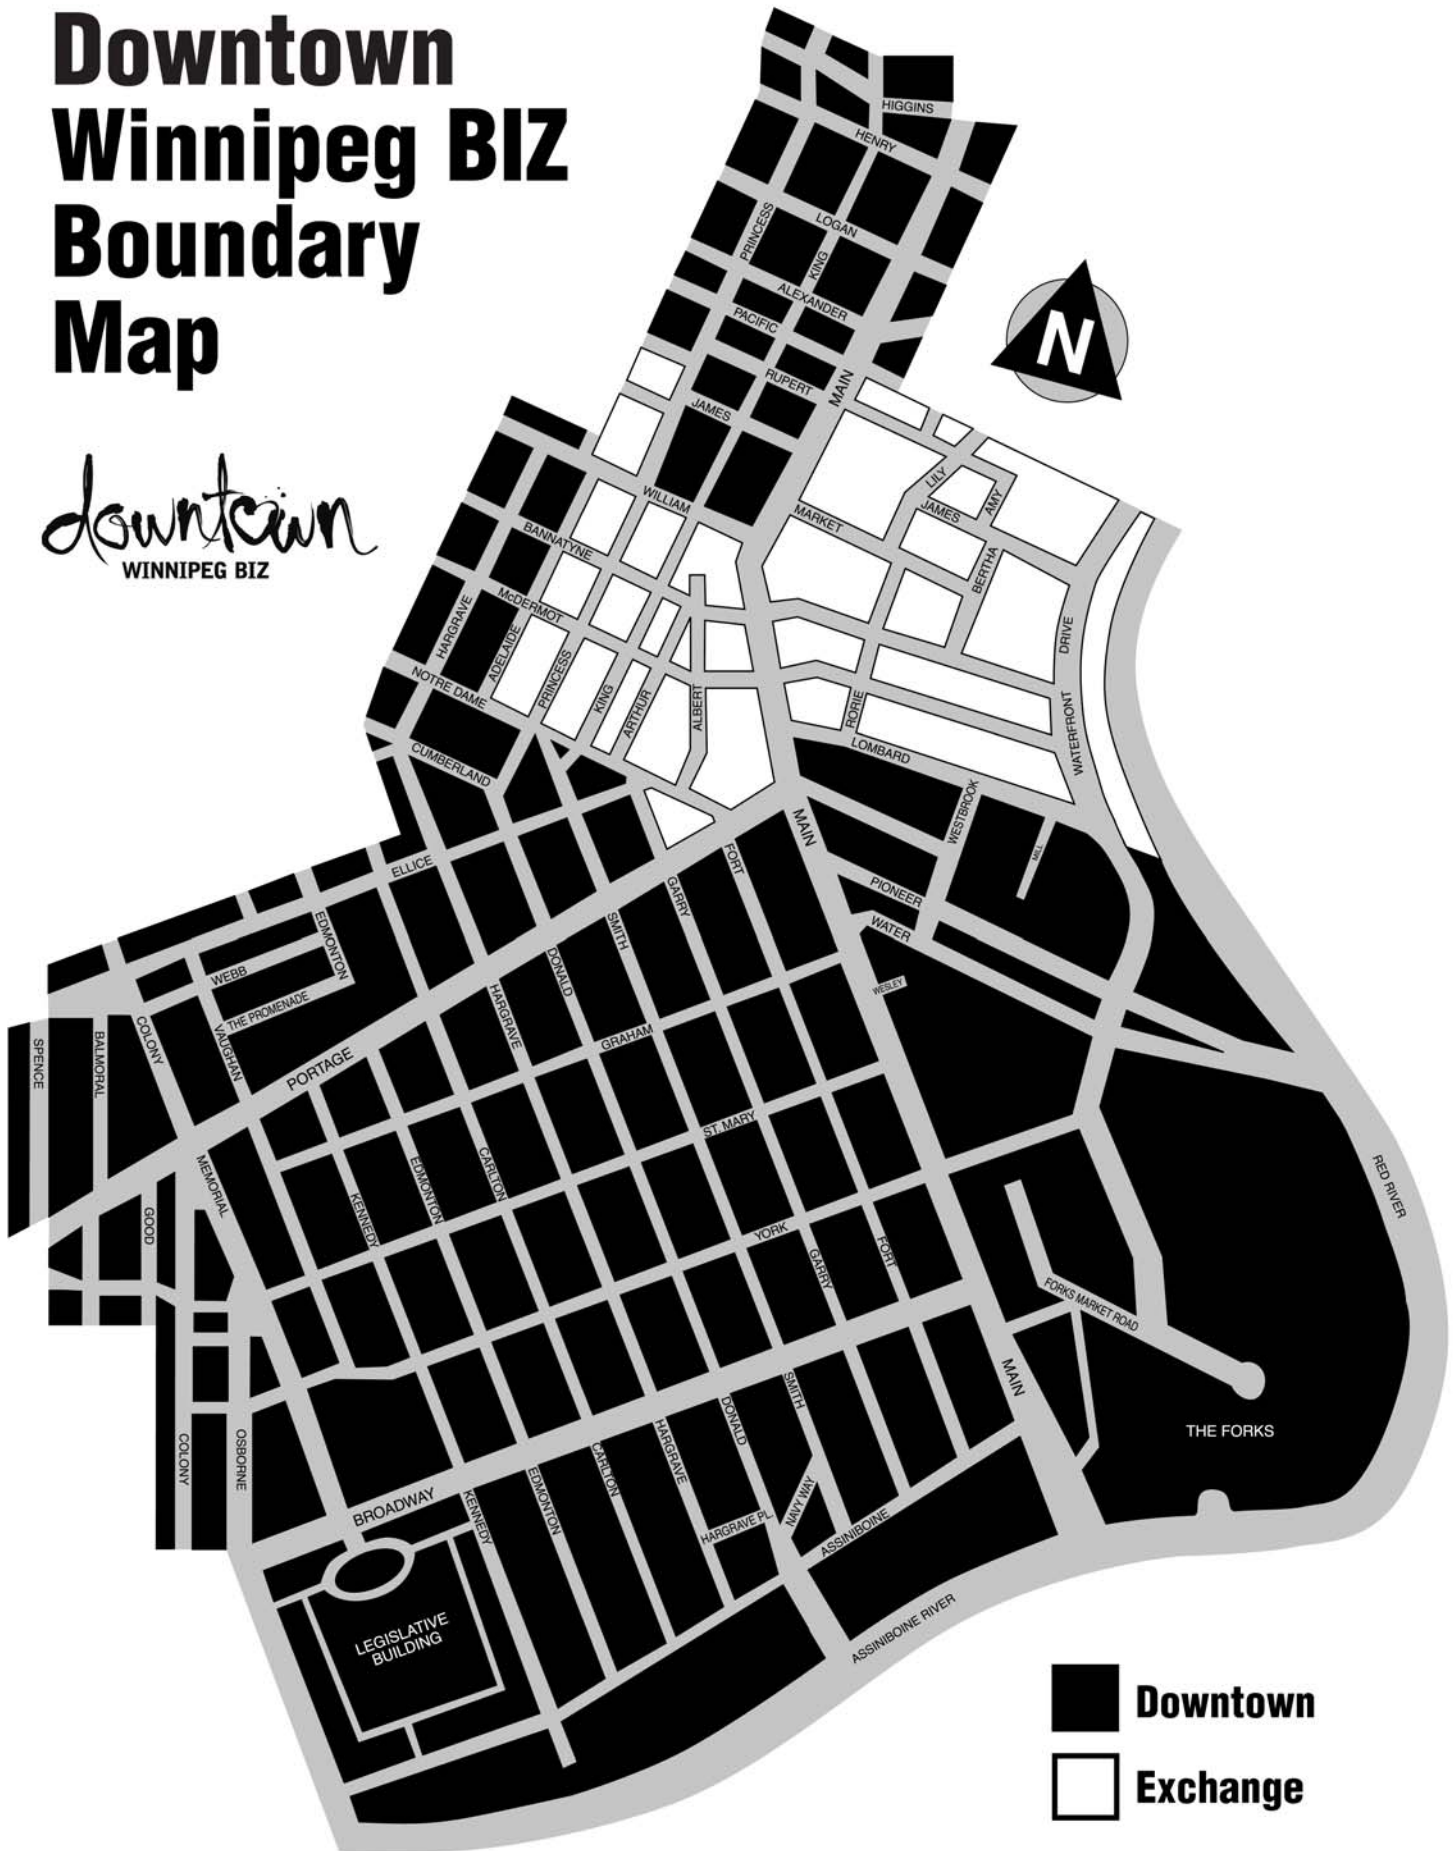 Downtown
Winnipeg BIZ
Boundary
Map
downtown
WINNIPEG BIZ
HIGGINS
HENRY
PRINCESS
LOGAN
KING
ALEXANDER
PACIFIC
RUPERT
MAIN
JAMES
N
WILLIAM
MARKET
LILY
JAMES
AMY
BANNATYNE
BERTHA
HARGRAVE
McDERMOT
ADELAIDE
PRINCESS
KING
ARTHUR
ALBERT
RORIE
DRIVE
WATERFRONT
NOTRE DAME
CUMBERLAND
LOMBARD
WESTBROOK
MILL
MAIN
ELLICE
FORT
GARRY
SMITH
PIONEER
WATER
WESLEY
EDMONTON
WEBB
THE PROMENADE
DONALD
HARGRAVE
GRAHAM
SPENCE
BALMORAL
COLONY
VAUGHAN
PORTAGE
ST. MARY
MEMORIAL
GOOD
KENNEDY
EDMONTON
CARLTON
YORK
GARRY
FORT
RED RIVER
FORKS MARKET ROAD
MAIN
THE FORKS
SMITH
DONALD
HARGRAVE
CARLTON
EDMONTON
KENNEDY
BROADWAY
COLONY
OSBORNE
NAVY WAY
HARGRAVE PL.
ASSINIBOINE
LEGISLATIVE
BUILDING
ASSINIBOINE RIVER
Downtown
Exchange